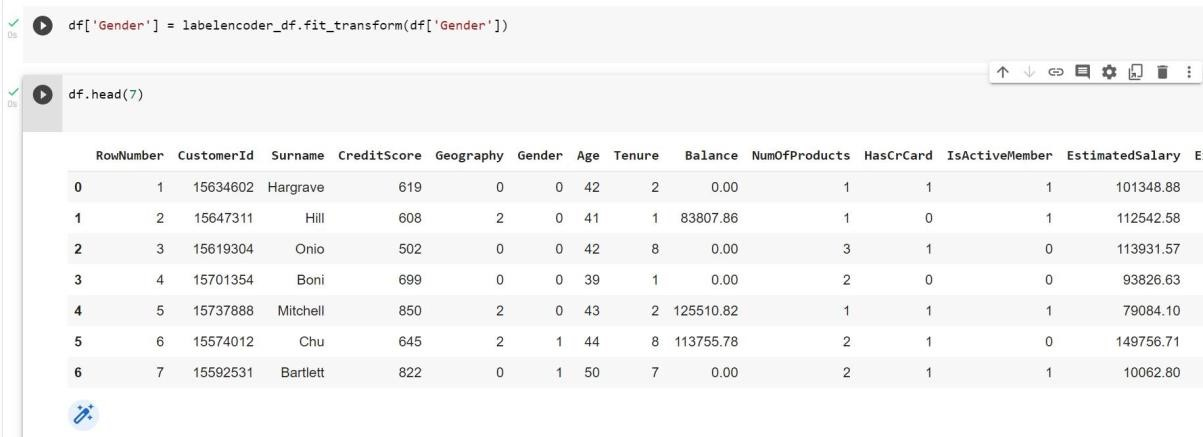 df['Gender'] = labelencoder_df.fit_transform(df['Gender'])
0s
df.head(7)
0s
RowNumber CustomerId Surname CreditScore Geography Gender Age Tenure Balance NumOfProducts HasCrCard IsActiveMember EstimatedSalary E
0 1 15634602 Hargrave 619 0 0 42 2 0.00 1 1 1 101348.88
1 2 15647311 Hill 608 2 0 41 1 83807.86 1 0 1 112542.58
2 3 15619304 Onio 502 0 0 42 8 0.00 3 1 0 113931.57
3 4 15701354 Boni 699 0 0 39 1 0.00 2 0 0 93826.63
4 5 15737888 Mitchell 850 2 0 43 2 125510.82 1 1 1 79084.10
5 6 15574012 Chu 645 2 1 44 8 113755.78 2 1 0 149756.71
6 7 15592531 Bartlett 822 0 1 50 7 0.00 2 1 1 10062.80